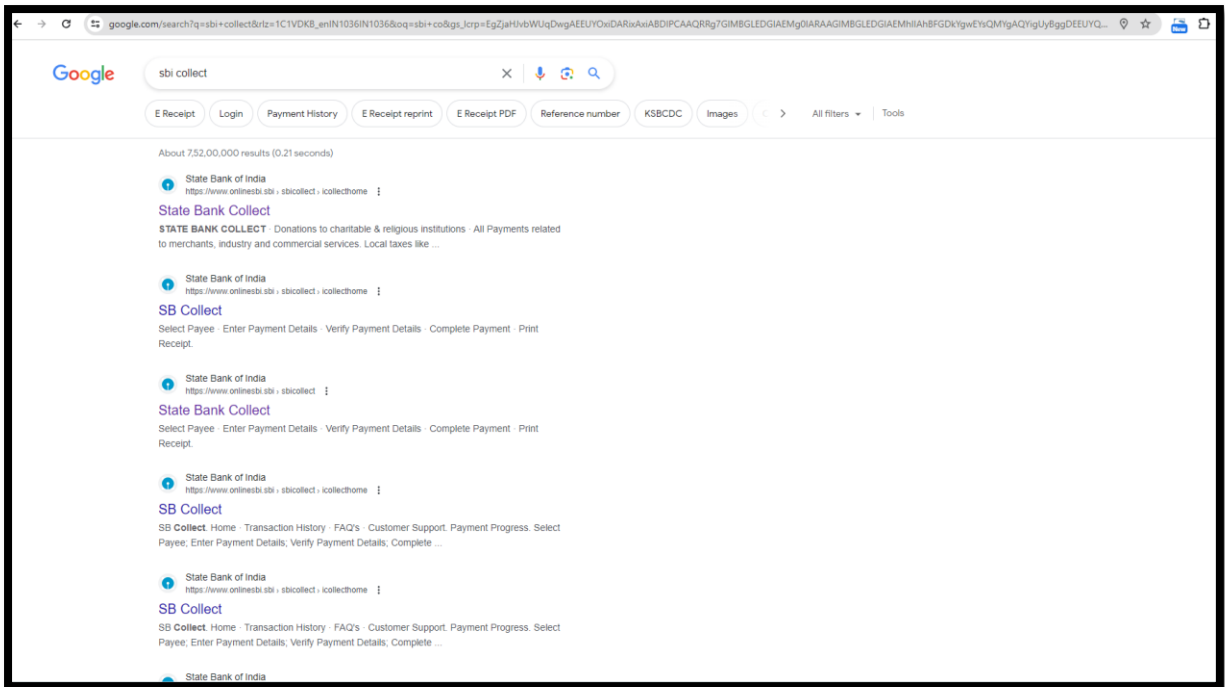 google.com/search?q=sbi+collect&rlz=1C1VDKB_enIN1036IN1036&oq=sbi+co&gs_lcrp=
Google
sbi collect
E Receipt Login Payment History E Receipt reprint E Receipt PDF Reference number KSBCDC Images All filters Tools
About 7,52,00,000 results (0.21 seconds)
State Bank of India
https://www.onlinesbi.sbi › sbicollect › icollecthome
State Bank Collect
STATE BANK COLLECT · Donations to charitable & religious institutions · All Payments related
to merchants, industry and commercial services. Local taxes like ...
State Bank of India
https://www.onlinesbi.sbi › sbicollect › icollecthome
SB Collect
Select Payee · Enter Payment Details · Verify Payment Details · Complete Payment · Print
Receipt.
State Bank of India
https://www.onlinesbi.sbi › sbicollect
State Bank Collect
Select Payee · Enter Payment Details · Verify Payment Details · Complete Payment · Print
Receipt.
State Bank of India
https://www.onlinesbi.sbi › sbicollect › icollecthome
SB Collect
SB Collect. Home · Transaction History · FAQ's · Customer Support. Payment Progress. Select
Payee; Enter Payment Details; Verify Payment Details; Complete ...
State Bank of India
https://www.onlinesbi.sbi › sbicollect › icollecthome
SB Collect
SB Collect. Home · Transaction History · FAQ's · Customer Support. Payment Progress. Select
Payee; Enter Payment Details; Verify Payment Details; Complete ...
State Bank of India